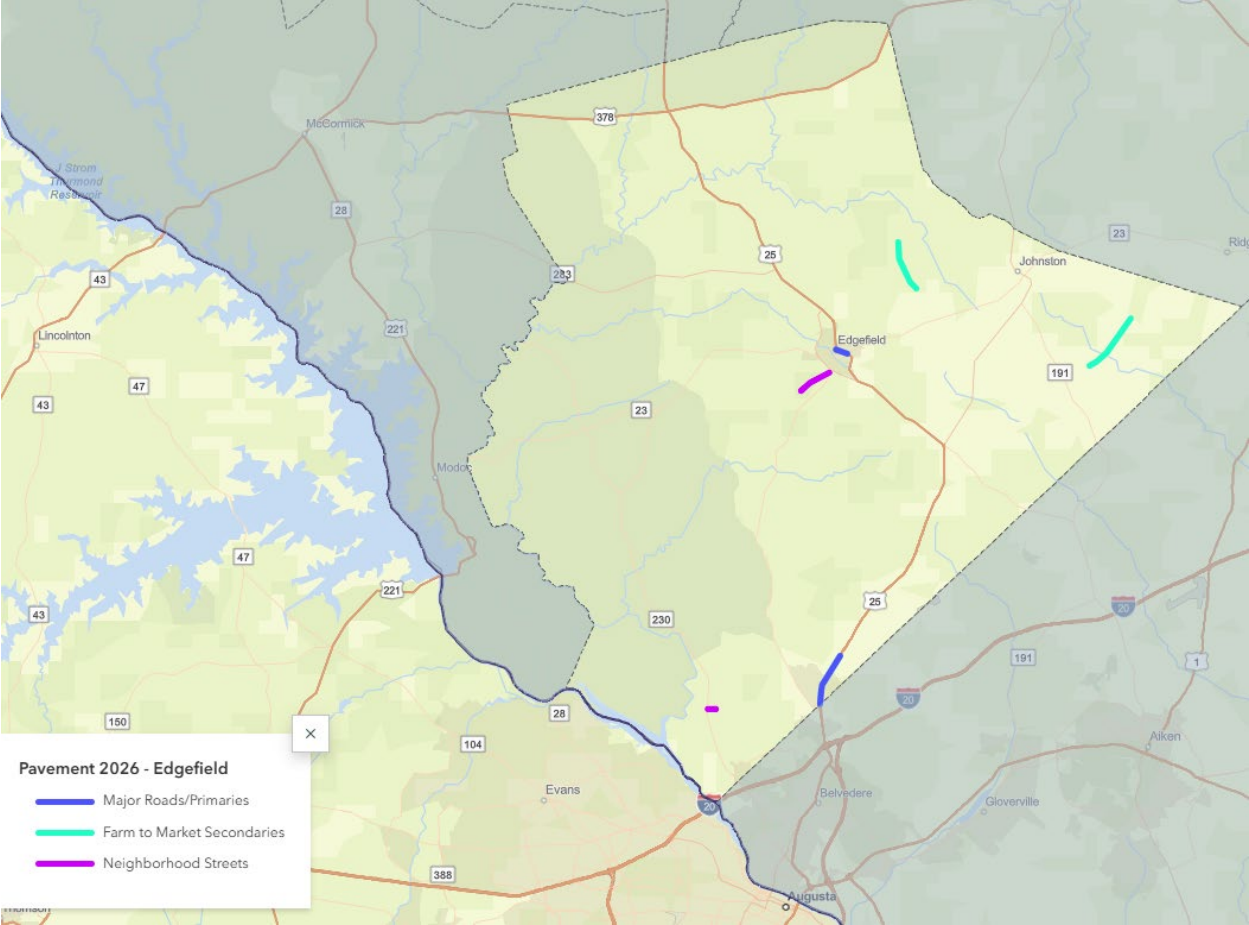 McCormick
378
J Strom
Thurmond
Reservoir
28
23
25
283
Johnston
43
221
Lincolnton
Edgefield
47
191
43
23
Modoc
47
221
20
25
43
230
191
1
20
28
150
104
Aiken
×
Pavement 2026 - Edgefield
Evans
Belvedere
20
Gloverville
Major Roads/Primaries
Farm to Market Secondaries
Neighborhood Streets
388
Augusta